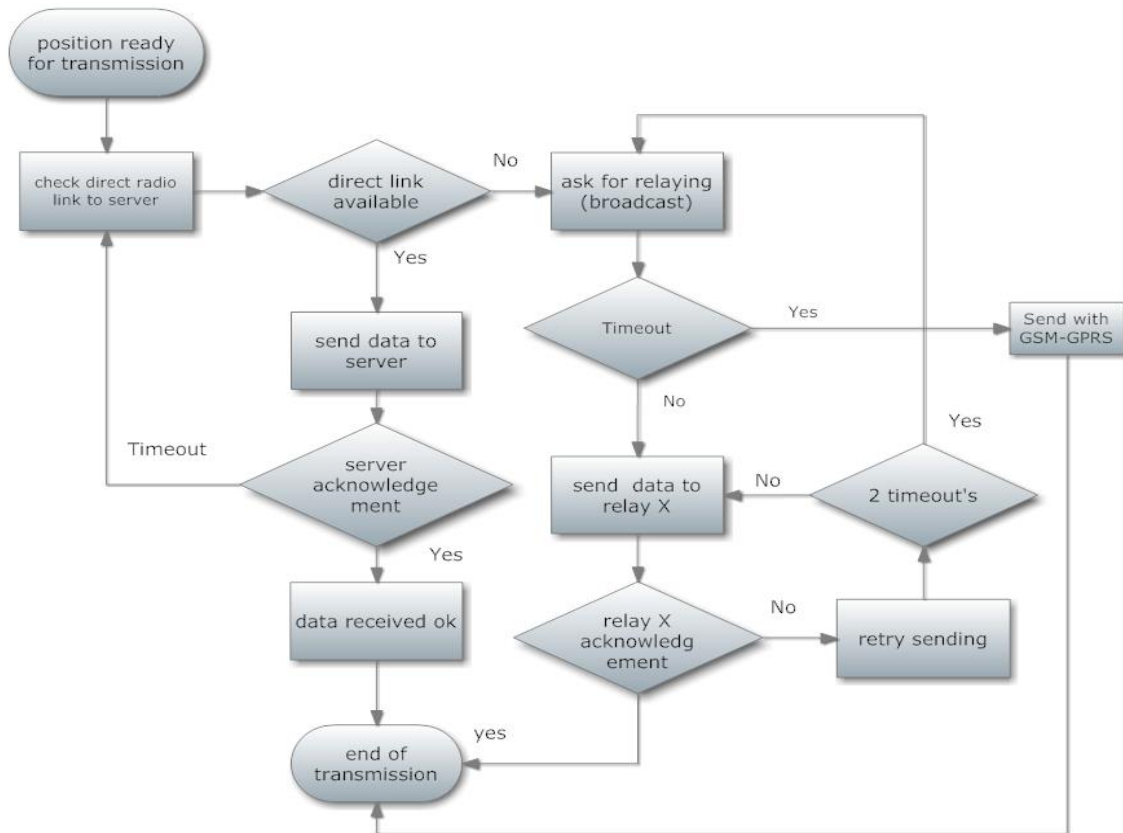 position ready
for transmission
check direct radio
link to server
direct link
available
No
ask for relaying
(broadcast)
Yes
Timeout
Yes
Send with
GSM-GPRS
send data to
server
No
Timeout
server
acknowledge
ment
send  data to
relay X
No
2 timeout's
Yes
Yes
data received ok
relay X
acknowledg
ement
No
retry sending
yes
end of
transmission